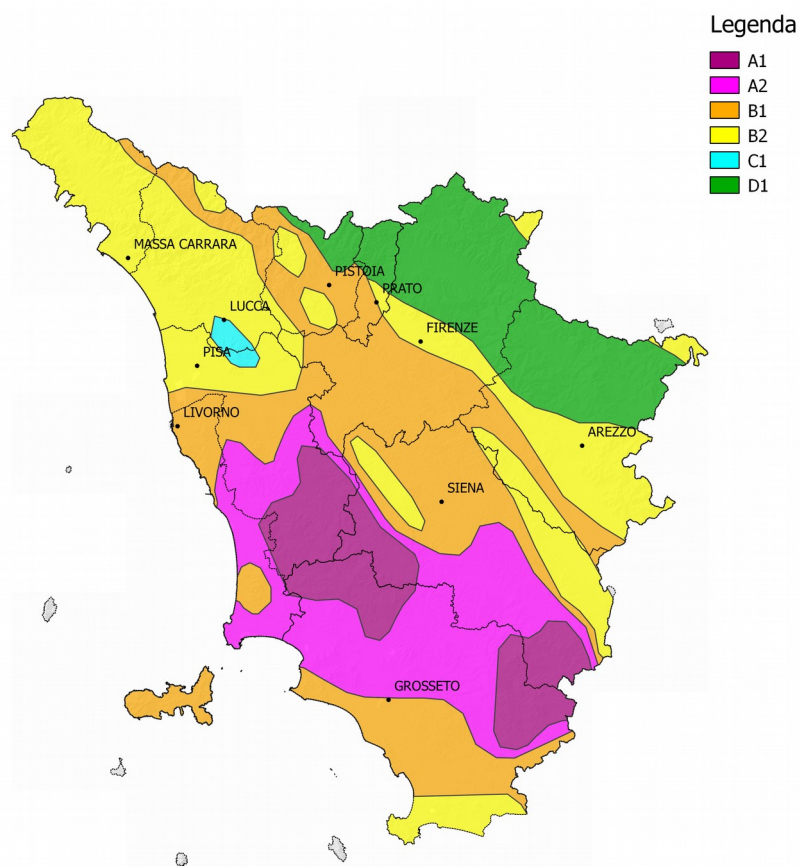 Legenda
A1
A2
B1
B2
C1
D1
MASSA CARRARA
PISTOIA
PRATO
LUCCA
FIRENZE
PISA
LIVORNO
AREZZO
SIENA
GROSSETO